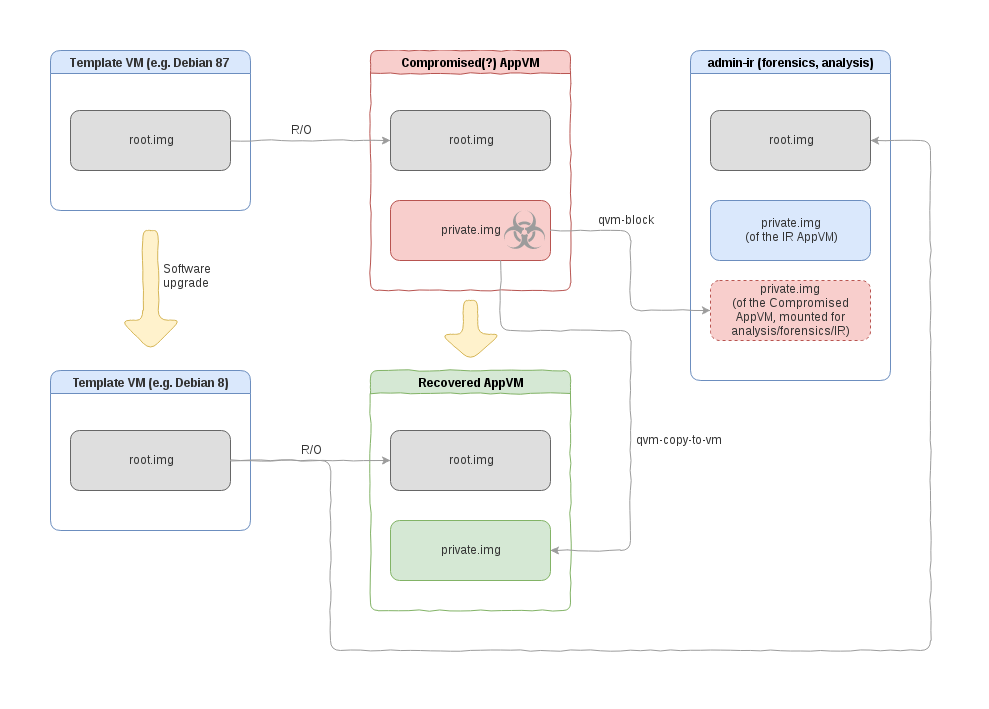 Template VM (e.g. Debian 87
root.img
R/O
Compromised(?) AppVM
root.img
private.img
qvm-block
admin-ir (forensics, analysis)
root.img
private.img
(of the IR AppVM)
private.img
(of the Compromised
AppVM, mounted for
analysis/forensics/IR)
Software
upgrade
Template VM (e.g. Debian 8)
root.img
R/O
Recovered AppVM
root.img
private.img
qvm-copy-to-vm